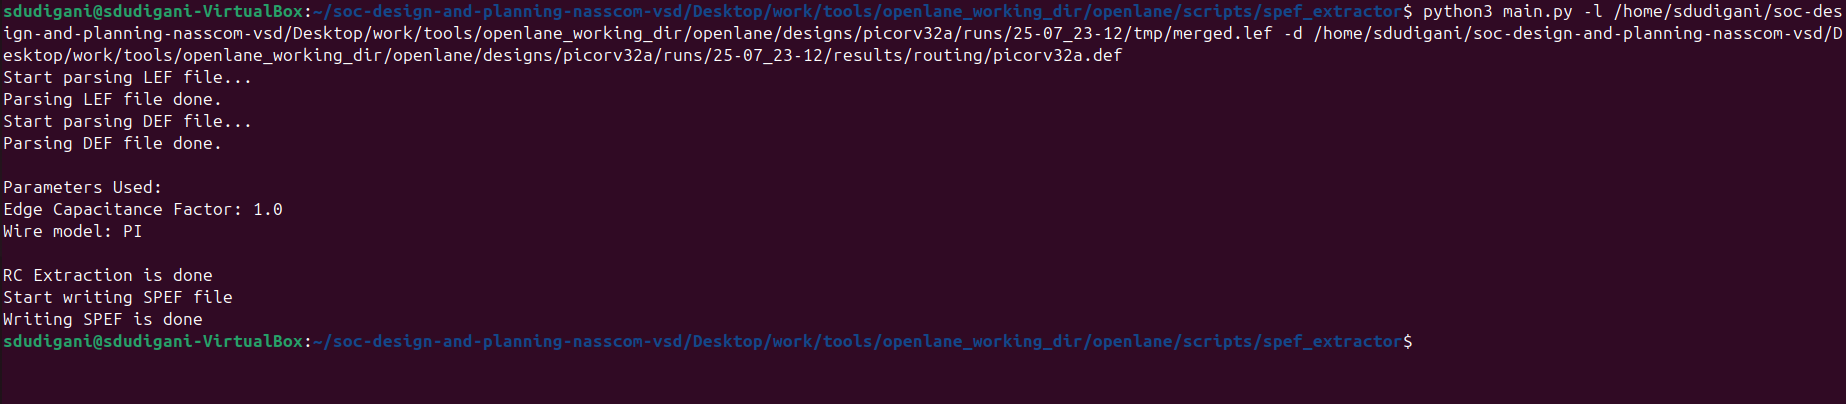 sdudigani@sdudigani-VirtualBox:~/soc-design-and-planning-nasscom-vsd/Desktop/work/tools/openlane_working_dir/openlane/scripts/spef_extractor$ python3 main.py -l /home/sdudigani/soc-de
sign-and-planning-nasscom-vsd/Desktop/work/tools/openlane_working_dir/openlane/designs/picorv32a/runs/25-07_23-12/tmp/merged.lef -d /home/sdudigani/soc-design-and-planning-nasscom-vsd/D
esktop/work/tools/openlane_working_dir/openlane/designs/picorv32a/runs/25-07_23-12/results/routing/picorv32a.def
Start parsing LEF file...
Parsing LEF file done.
Start parsing DEF file...
Parsing DEF file done.
Parameters Used:
Edge Capacitance Factor: 1.0
Wire model: PI
RC Extraction is done
Start writing SPEF file
Writing SPEF is done
sdudigani@sdudigani-VirtualBox:~/soc-design-and-planning-nasscom-vsd/Desktop/work/tools/openlane_working_dir/openlane/scripts/spef_extractor$